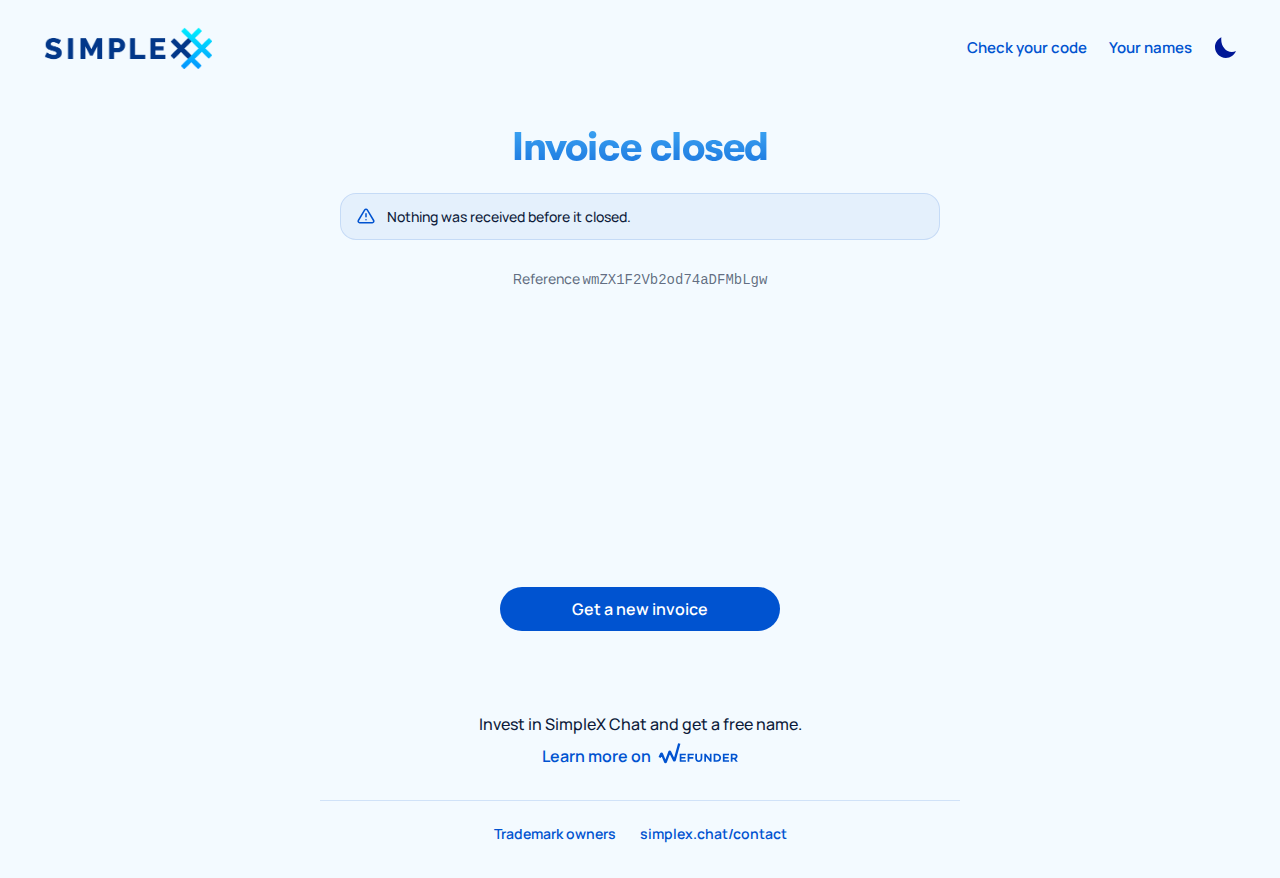 SIMPLEX
Check your code
Your names
Invoice closed
Nothing was received before it closed.
Reference wmZX1F2Vb2od74aDFMbLgw
Get a new invoice
Invest in SimpleX Chat and get a free name.
Learn more on WEFUNDER
Trademark owners
simplex.chat/contact